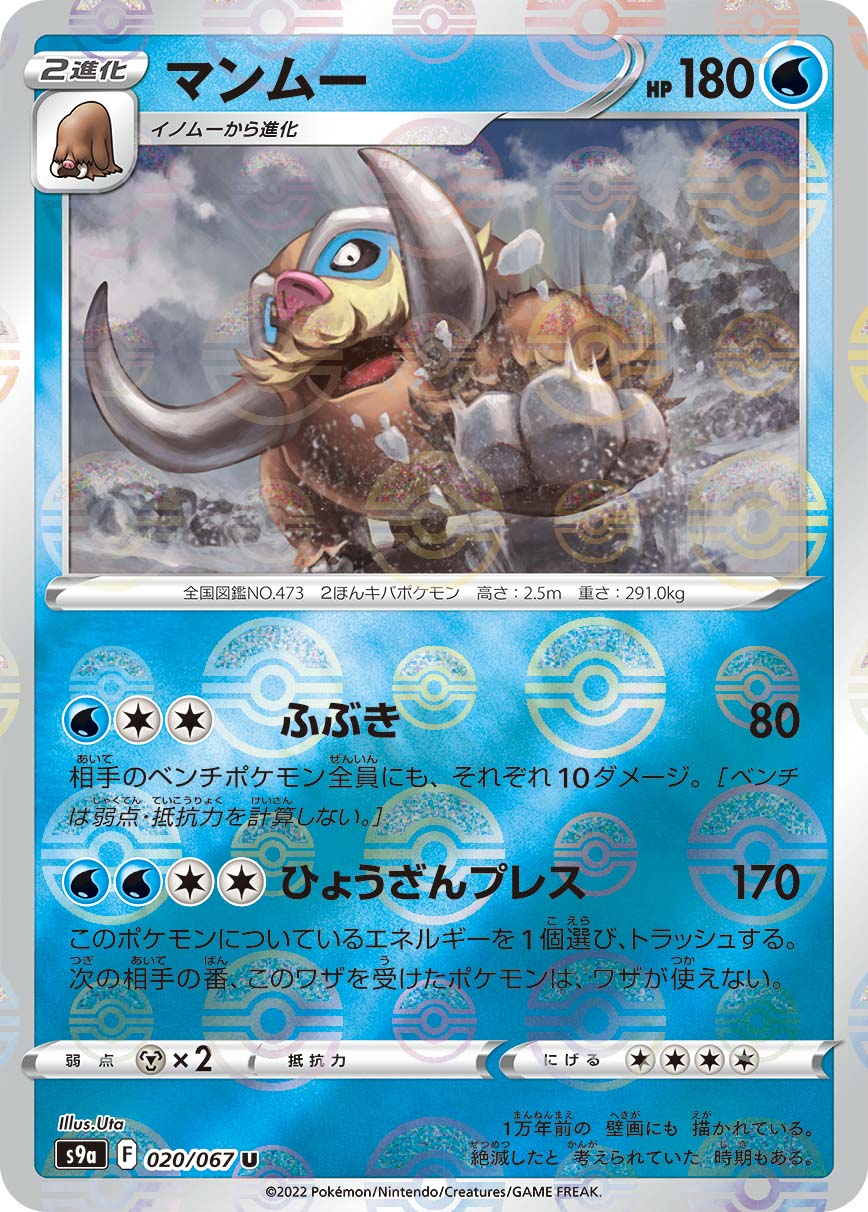 2進化
マンムー
HP 180
イノムーから進化
全国図鑑NO.473 2ほんキバポケモン 高さ：2.5m 重さ：291.0kg
ふぶき 80
相手のベンチポケモン全員にも、それぞれ10ダメージ。［ベンチ
は弱点・抵抗力を計算しない。］
ひょうざんプレス 170
このポケモンについているエネルギーを1個選び、トラッシュする。
次の相手の番、このワザを受けたポケモンは、ワザが使えない。
弱点 ×2 抵抗力 にげる
Illus.Uta
s9a F 020/067 U
1万年前の 壁画にも 描かれている。
絶滅したと 考えられていた 時期もある。
©2022 Pokémon/Nintendo/Creatures/GAME FREAK.